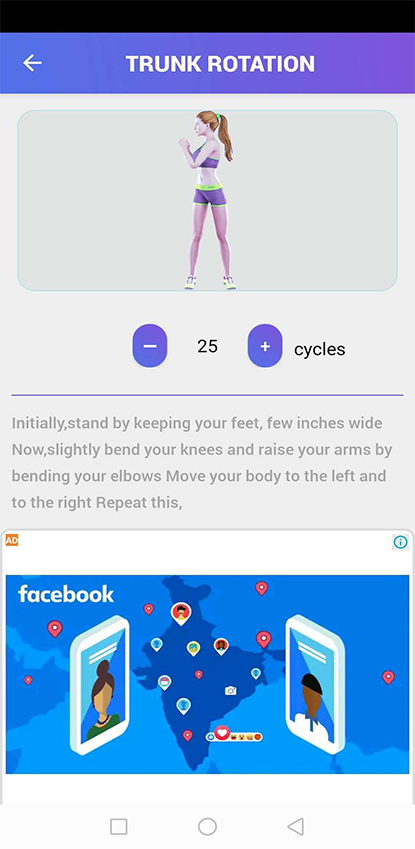 TRUNK ROTATION
25 cycles
Initially,stand by keeping your feet, few inches wide
Now,slightly bend your knees and raise your arms by
bending your elbows Move your body to the left and
to the right Repeat this,
AD
facebook